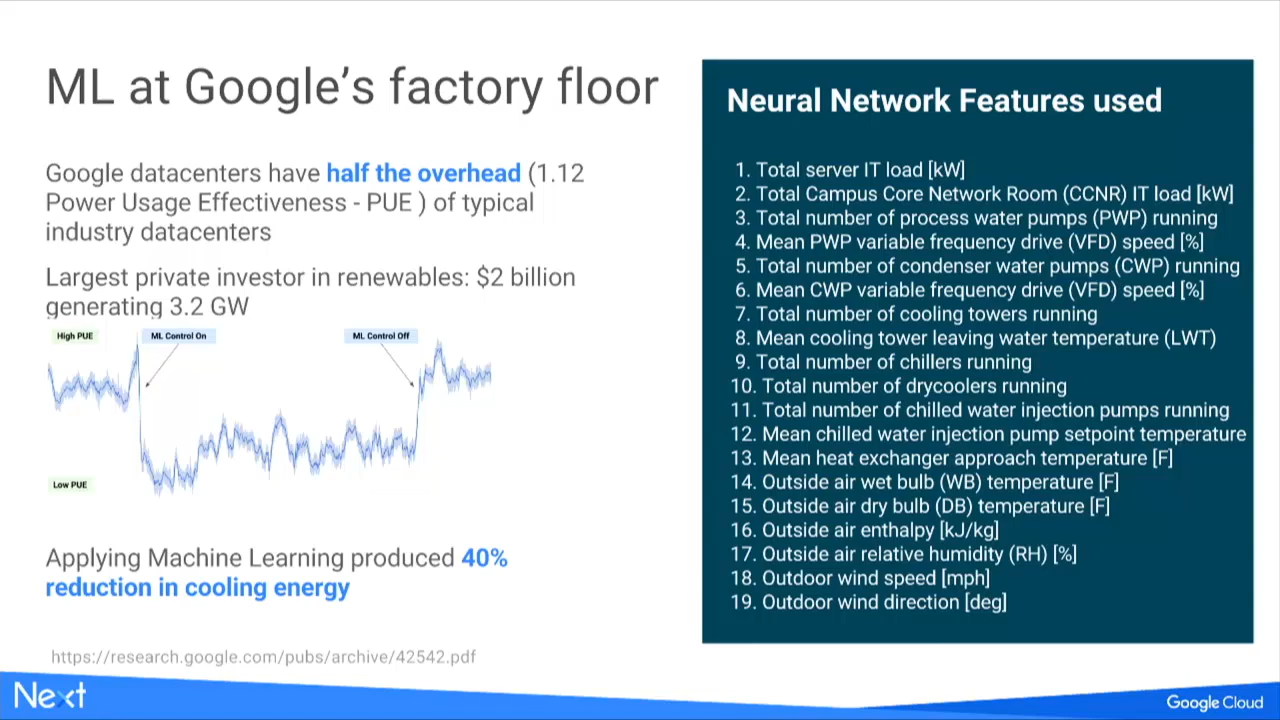 ML at Google's factory floor
Google datacenters have half the overhead (1.12
Power Usage Effectiveness - PUE ) of typical
industry datacenters
Largest private investor in renewables: $2 billion
generating 3.2 GW
High PUE
ML Control On
ML Control Off
Low PUE
Applying Machine Learning produced 40%
reduction in cooling energy
https://research.google.com/pubs/archive/42542.pdf
Neural Network Features used
1. Total server IT load [kW]
2. Total Campus Core Network Room (CCNR) IT load [kW]
3. Total number of process water pumps (PWP) running
4. Mean PWP variable frequency drive (VFD) speed [%]
5. Total number of condenser water pumps (CWP) running
6. Mean CWP variable frequency drive (VFD) speed [%]
7. Total number of cooling towers running
8. Mean cooling tower leaving water temperature (LWT)
9. Total number of chillers running
10. Total number of drycoolers running
11. Total number of chilled water injection pumps running
12. Mean chilled water injection pump setpoint temperature
13. Mean heat exchanger approach temperature [F]
14. Outside air wet bulb (WB) temperature [F]
15. Outside air dry bulb (DB) temperature [F]
16. Outside air enthalpy [kJ/kg]
17. Outside air relative humidity (RH) [%]
18. Outdoor wind speed [mph]
19. Outdoor wind direction [deg]
Next
Google Cloud